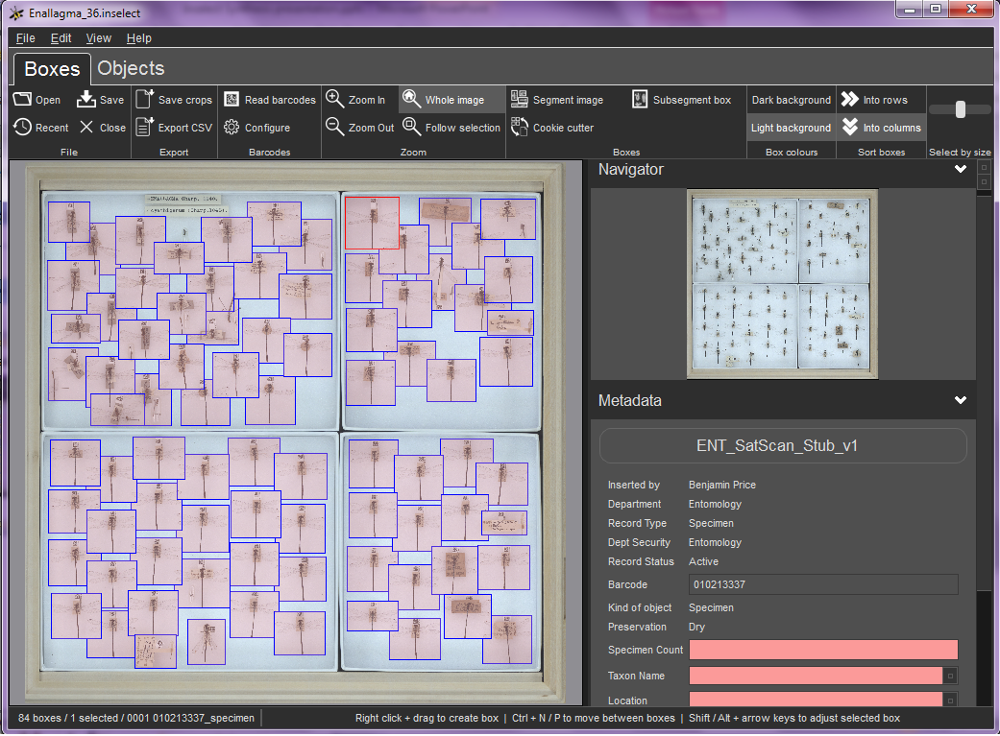 Enallagma_36.inselect
File Edit View Help
Boxes Objects
Open Save Save crops Read barcodes Zoom In Whole image Segment image Subsegment box Dark background Into rows
Recent Close Export CSV Configure Zoom Out Follow selection Cookie cutter Light background Into columns
File Export Barcodes Zoom Boxes Box colours Sort boxes Select by size
Navigator
Metadata
ENT_SatScan_Stub_v1
Inserted by Benjamin Price
Department Entomology
Record Type Specimen
Dept Security Entomology
Record Status Active
Barcode 010213337
Kind of object Specimen
Preservation Dry
Specimen Count
Taxon Name
Location
84 boxes / 1 selected / 0001 010213337_specimen Right click + drag to create box | Ctrl + N / P to move between boxes | Shift / Alt + arrow keys to adjust selected box